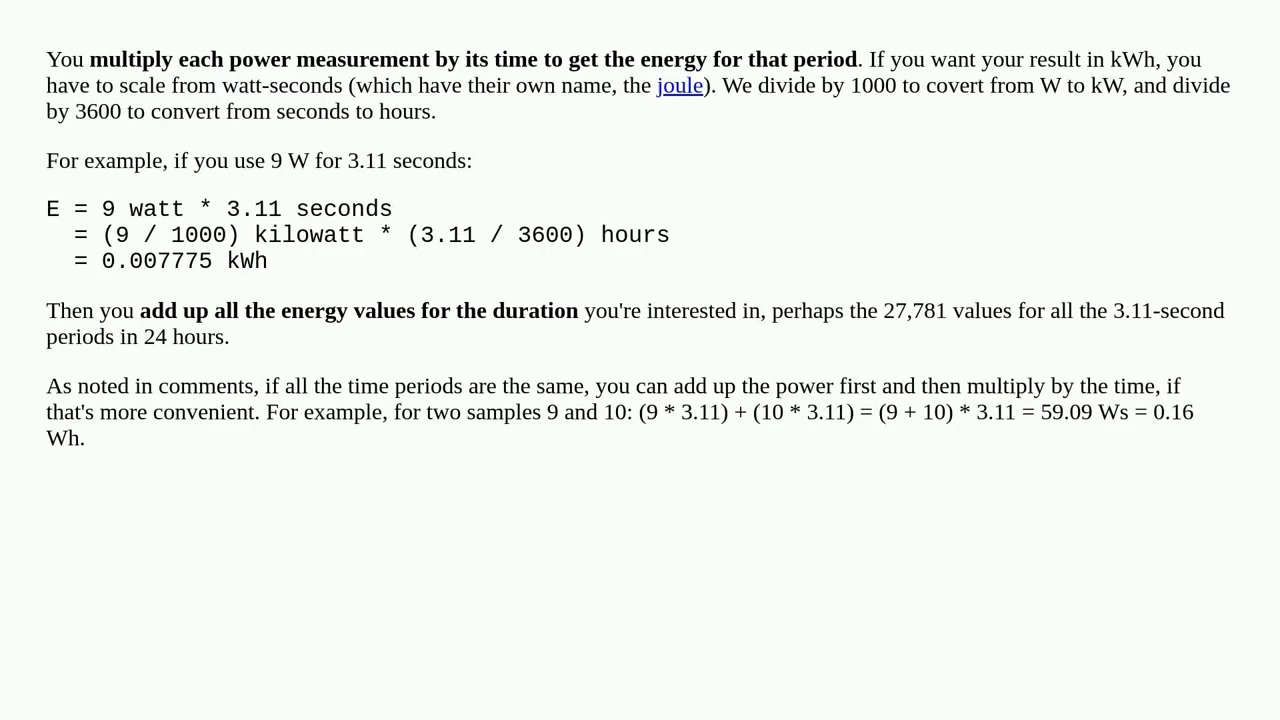 You multiply each power measurement by its time to get the energy for that period. If you want your result in kWh, you
have to scale from watt-seconds (which have their own name, the joule). We divide by 1000 to covert from W to kW, and divide
by 3600 to convert from seconds to hours.
For example, if you use 9 W for 3.11 seconds:
E = 9 watt * 3.11 seconds
  = (9 / 1000) kilowatt * (3.11 / 3600) hours
  = 0.007775 kWh
Then you add up all the energy values for the duration you're interested in, perhaps the 27,781 values for all the 3.11-second
periods in 24 hours.
As noted in comments, if all the time periods are the same, you can add up the power first and then multiply by the time, if
that's more convenient. For example, for two samples 9 and 10: (9 * 3.11) + (10 * 3.11) = (9 + 10) * 3.11 = 59.09 Ws = 0.16
Wh.